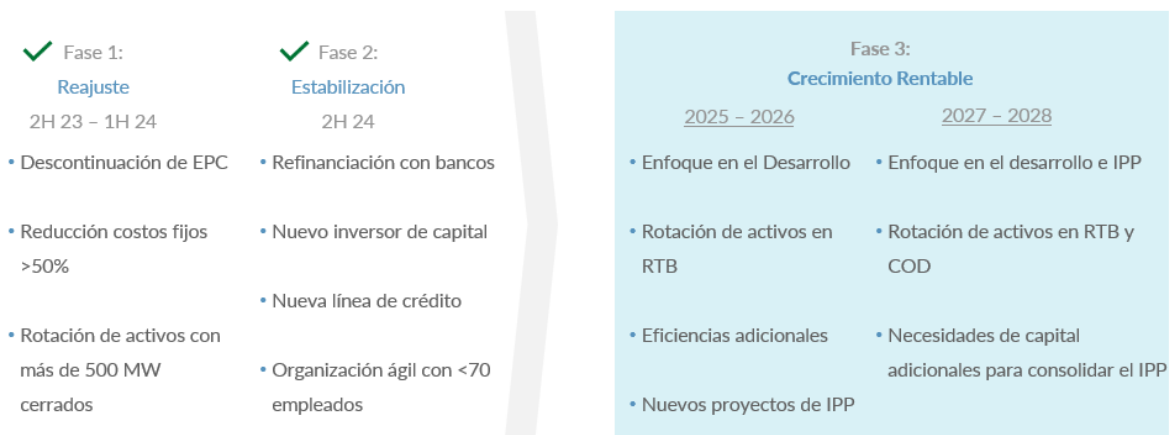 Fase 1:
Reajuste
2H 23 – 1H 24
• Descontinuación de EPC
• Reducción costos fijos
>50%
• Rotación de activos con
más de 500 MW
cerrados
Fase 2:
Estabilización
2H 24
• Refinanciación con bancos
• Nuevo inversor de capital
• Nueva línea de crédito
• Organización ágil con <70
empleados
Fase 3:
Crecimiento Rentable
2025 – 2026
• Enfoque en el Desarrollo
• Rotación de activos en
RTB
• Eficiencias adicionales
• Nuevos proyectos de IPP
2027 – 2028
• Enfoque en el desarrollo e IPP
• Rotación de activos en RTB y
COD
• Necesidades de capital
adicionales para consolidar el IPP